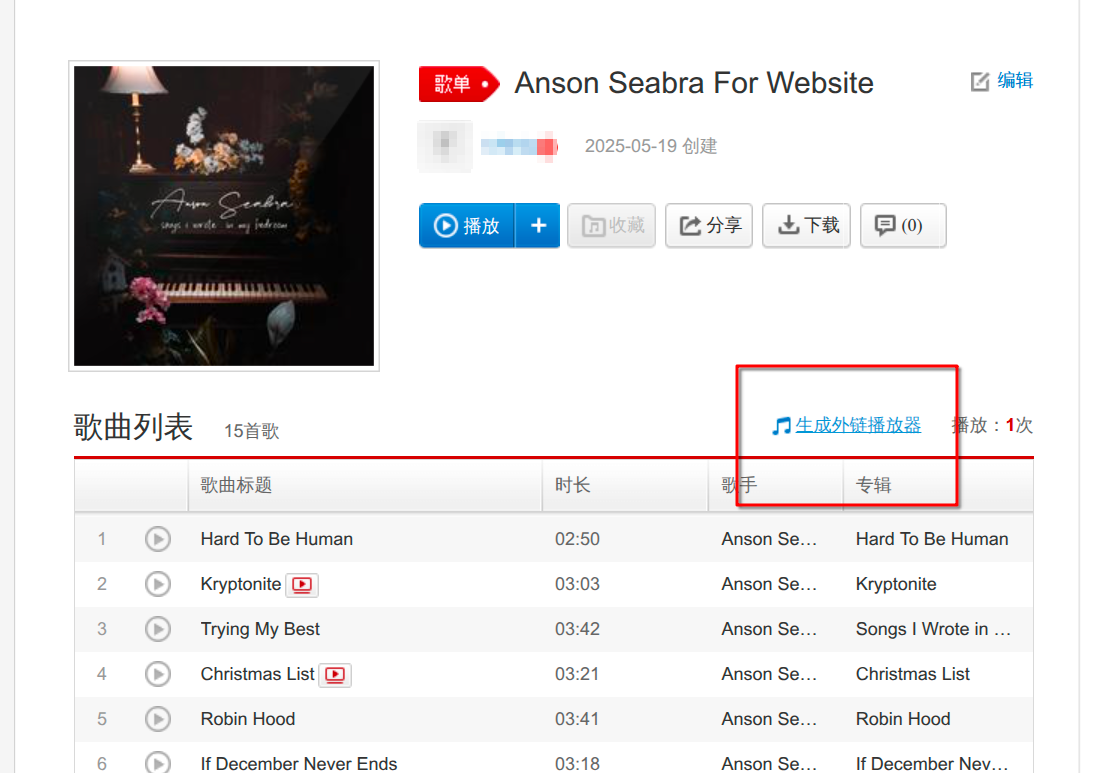 歌单 Anson Seabra For Website 编辑
2025-05-19 创建
Anson Seabra
songs i wrote in my bedroom
播放 + 收藏 分享 下载 (0)
歌曲列表 15首歌 生成外链播放器 播放：1次
歌曲标题 时长 歌手 专辑
1 Hard To Be Human 02:50 Anson Se… Hard To Be Human
2 Kryptonite 03:03 Anson Se… Kryptonite
3 Trying My Best 03:42 Anson Se… Songs I Wrote in …
4 Christmas List 03:21 Anson Se… Christmas List
5 Robin Hood 03:41 Anson Se… Robin Hood
6 If December Never Ends 03:18 Anson Se… If December Nev…